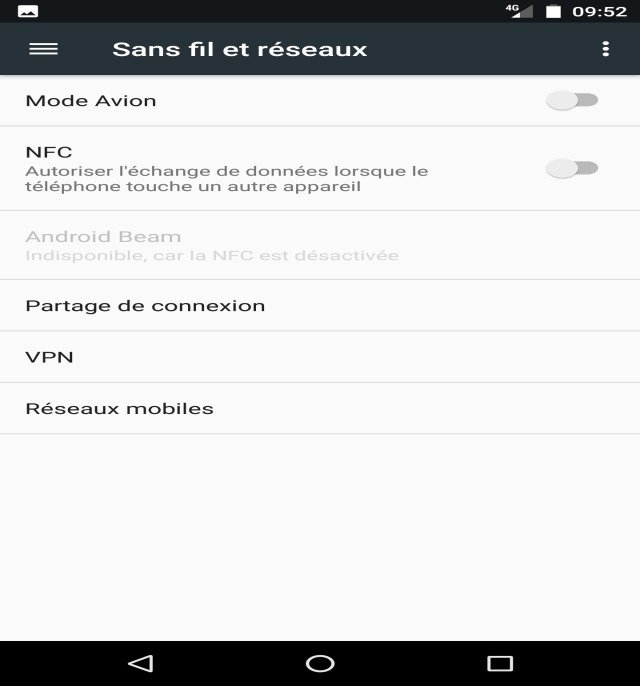 4G 09:52
Sans fil et réseaux
Mode Avion
NFC
Autoriser l'échange de données lorsque le
téléphone touche un autre appareil
Android Beam
Indisponible, car la NFC est désactivée
Partage de connexion
VPN
Réseaux mobiles